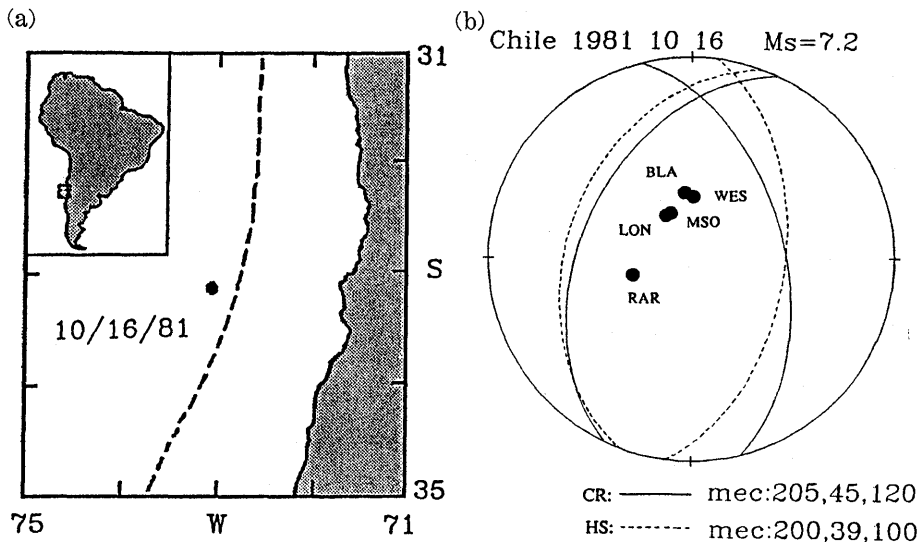 (a)
31
S
10/16/81
35
75
W
71
(b)
Chile 1981 10 16 Ms=7.2
BLA
WES
LON
MSO
RAR
CR: mec:205,45,120
HS: mec:200,39,100